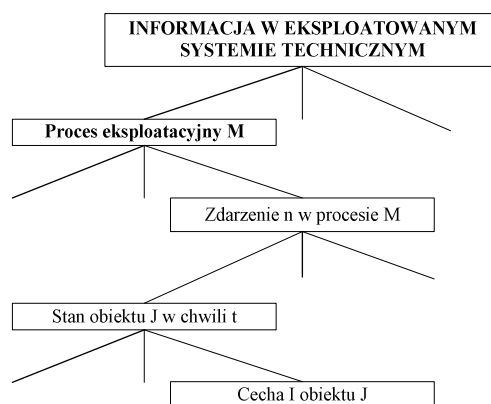 INFORMACJA W EKSPLOATOWANYM
SYSTEMIE TECHNICZNYM
Proces eksploatacyjny M
Zdarzenie n w procesie M
Stan obiektu J w chwili t
Cecha I obiektu J